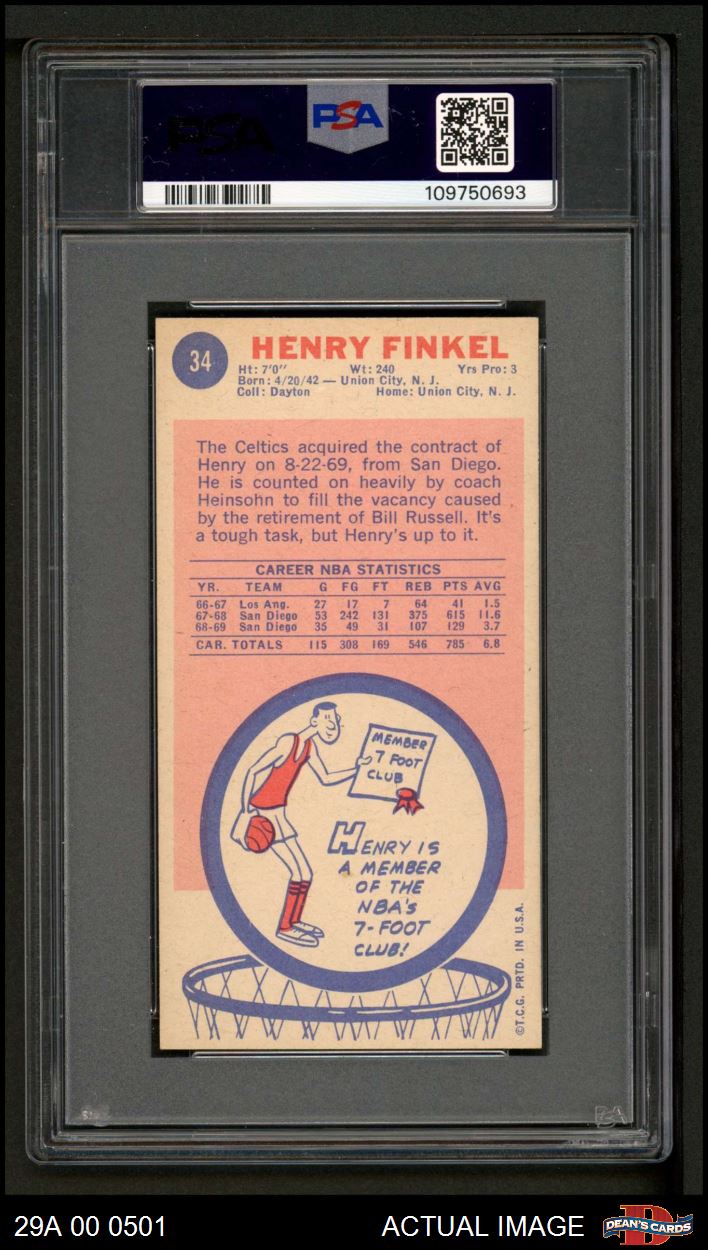 PSA PSA
109750693
34 HENRY FINKEL
Ht: 7'0" Wt: 240 Yrs Pro: 3
Born: 4/20/42 — Union City, N. J.
Coll: Dayton Home: Union City, N. J.
The Celtics acquired the contract of
Henry on 8-22-69, from San Diego.
He is counted on heavily by coach
Heinsohn to fill the vacancy caused
by the retirement of Bill Russell. It's
a tough task, but Henry's up to it.
CAREER NBA STATISTICS
YR. TEAM G FG FT REB PTS AVG
66-67 Los Ang. 27 17 7 64 41 1.5
67-68 San Diego 53 242 131 375 615 11.6
68-69 San Diego 35 49 31 107 129 3.7
CAR. TOTALS 115 308 169 546 785 6.8
MEMBER
7 FOOT
CLUB
HENRY IS
A MEMBER
OF THE
NBA'S
7-FOOT
CLUB!
©T.C.G. PRTD. IN U.S.A.
PSA
29A 00 0501 ACTUAL IMAGE DEAN'S CARDS